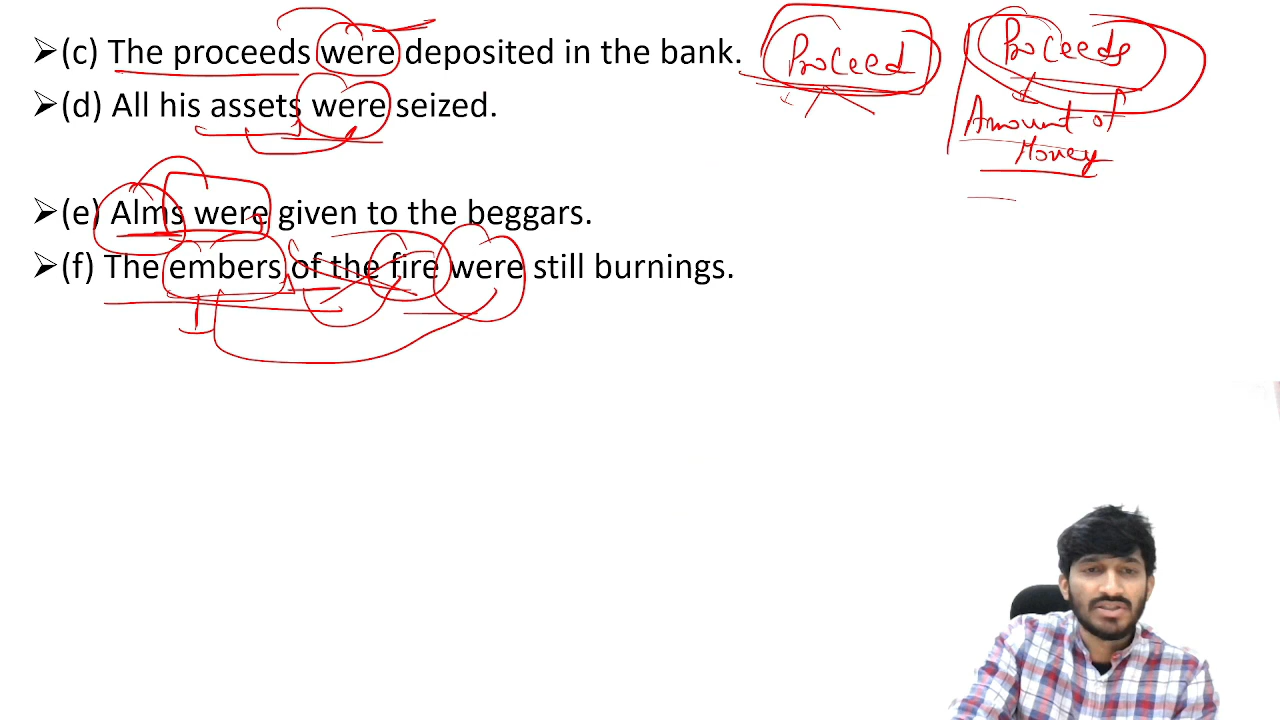 ➢(c) The proceeds were deposited in the bank.
➢(d) All his assets were seized.
➢(e) Alms were given to the beggars.
➢(f) The embers of the fire were still burnings.
Proceed
Proceeds
Amount of
Money